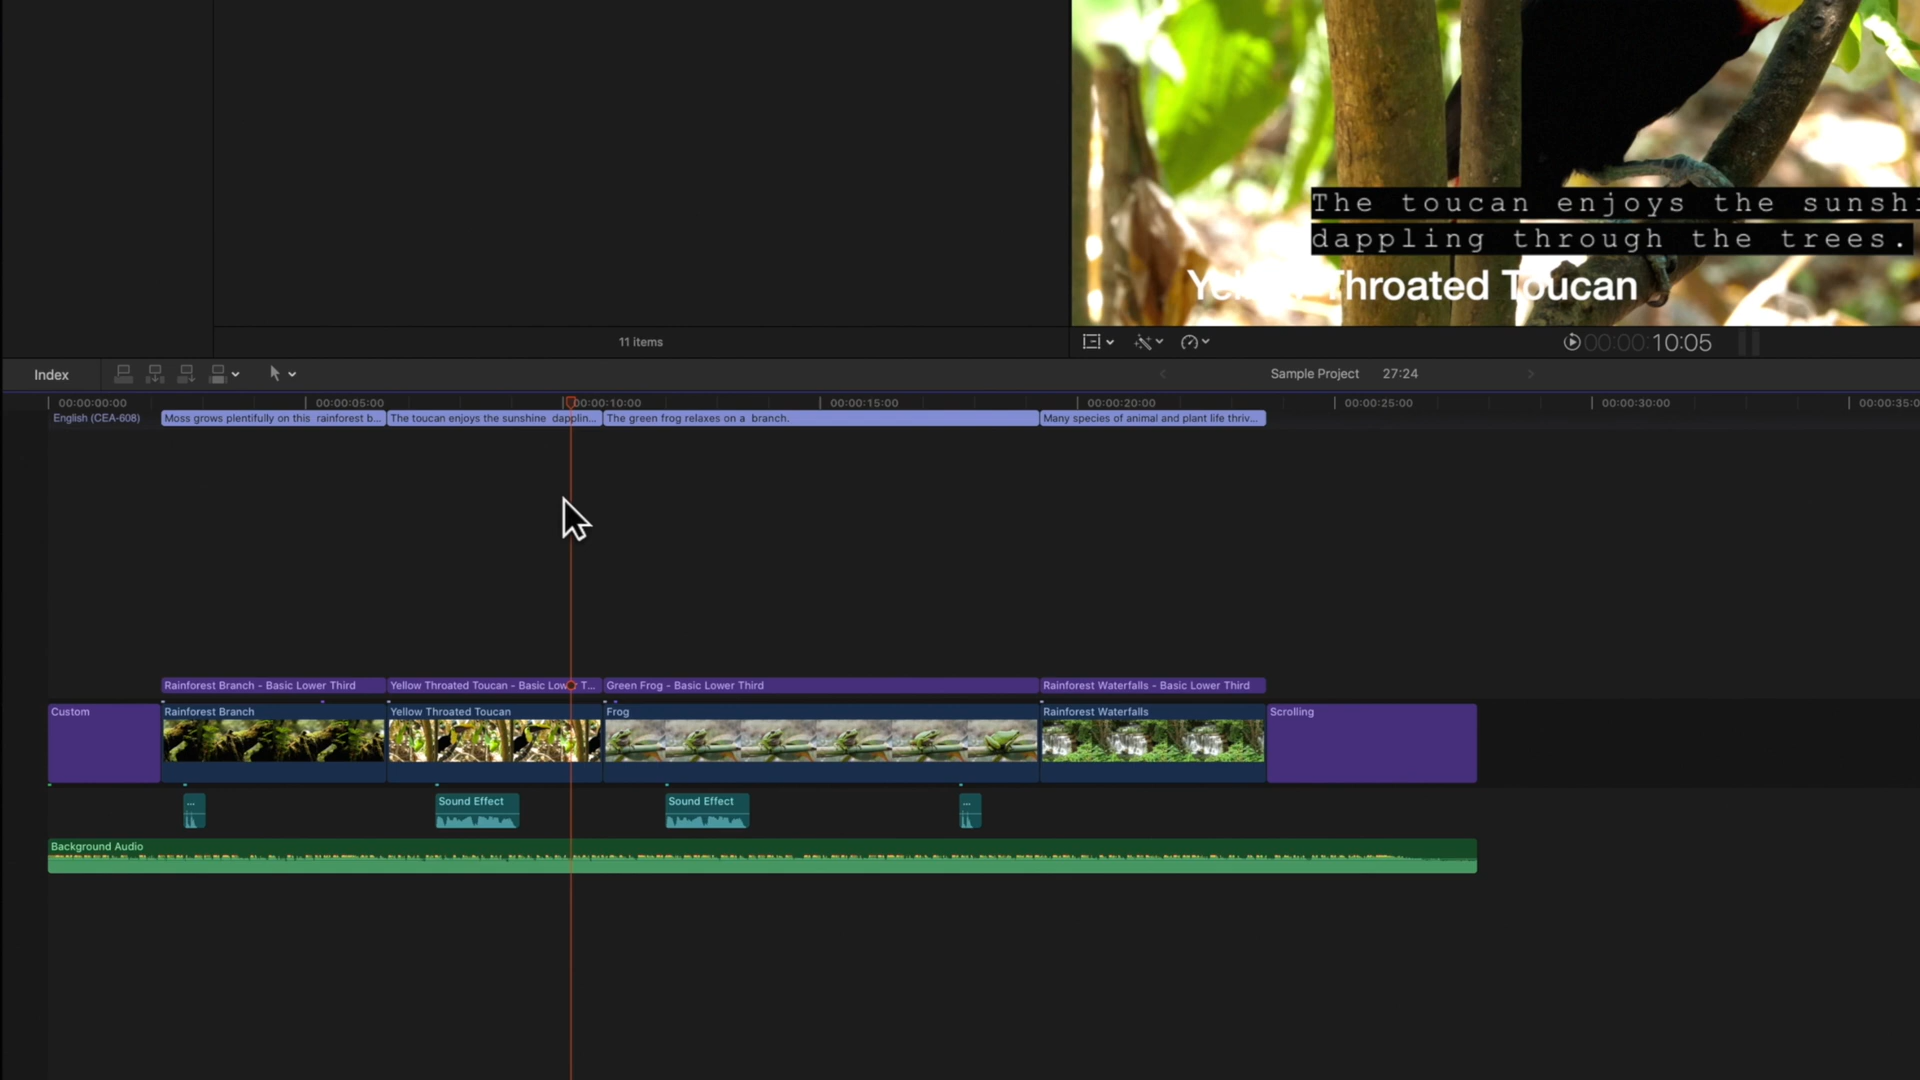 The toucan enjoys the sunshi
dappling through the trees.
Yellow Throated Toucan
11 items
00:00:00:10:05
Index
Sample Project 27:24
00:00:00:00 00:00:05:00 00:00:10:00 00:00:15:00 00:00:20:00 00:00:25:00 00:00:30:00 00:00:35:0
English (CEA-608) Moss grows plentifully on this rainforest b... The toucan enjoys the sunshine dapplin... The green frog relaxes on a branch. Many species of animal and plant life thriv...
Rainforest Branch - Basic Lower Third Yellow Throated Toucan - Basic Lower T... Green Frog - Basic Lower Third Rainforest Waterfalls - Basic Lower Third
Custom Rainforest Branch Yellow Throated Toucan Frog Rainforest Waterfalls Scrolling
... Sound Effect Sound Effect ...
Background Audio